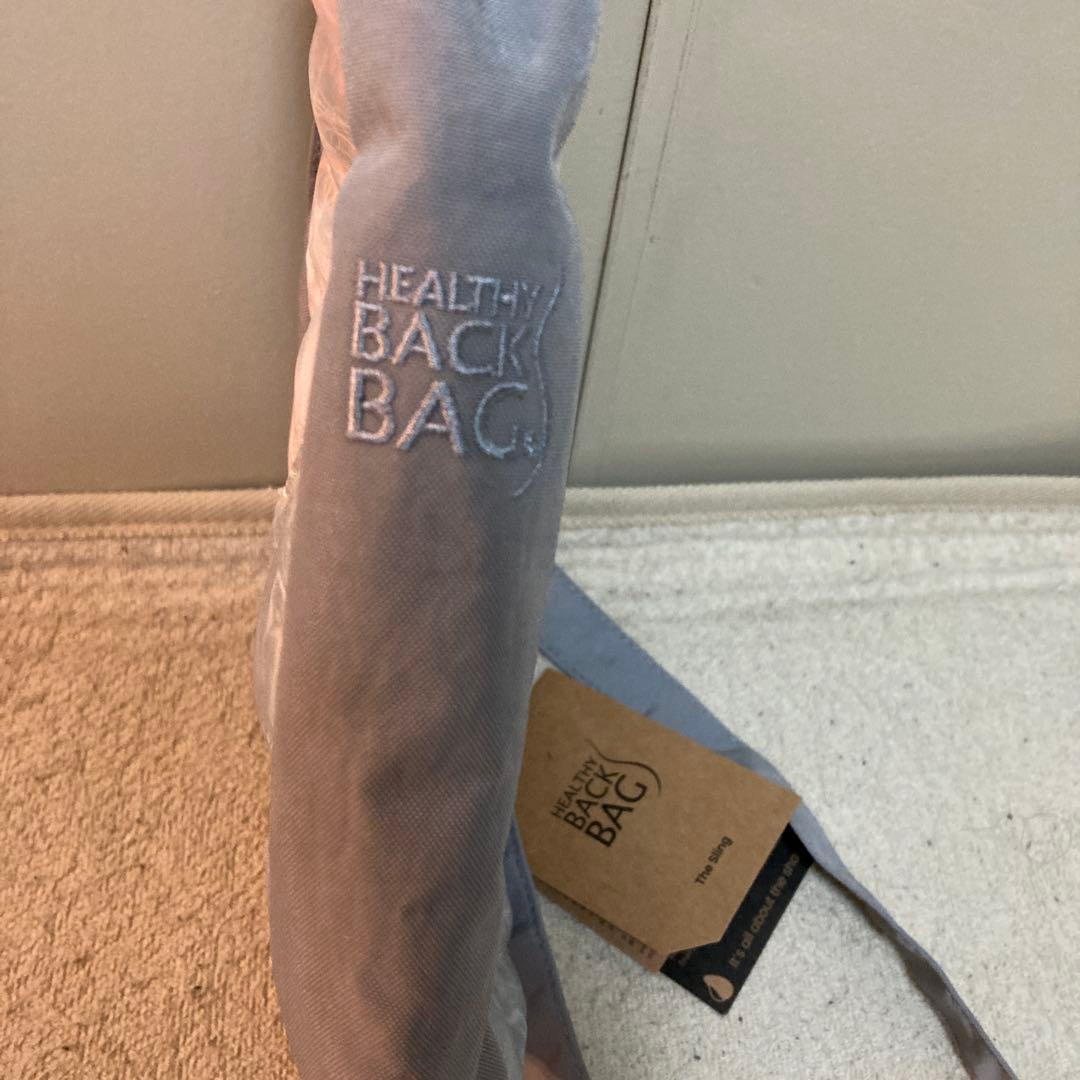 HEALTHY
BACK
BAG
HEALTHY
BACK
BAG
The Sling
It's all about the